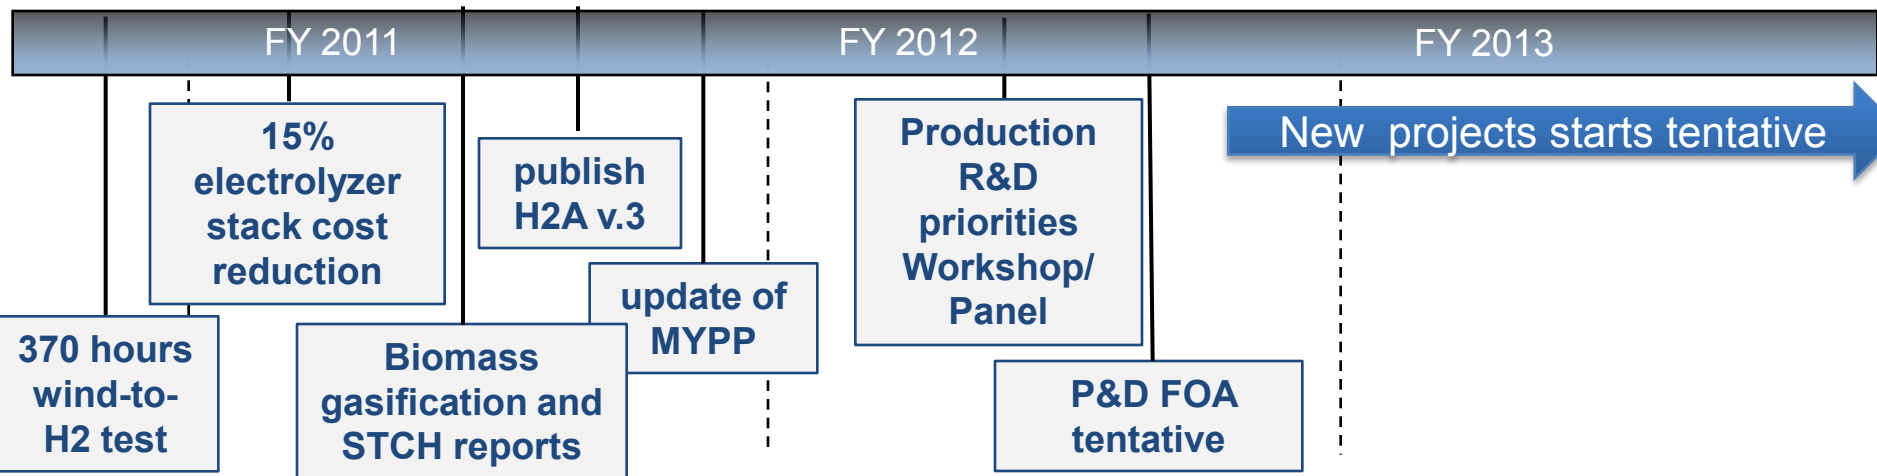 FY 2011
FY 2012
FY 2013
370 hours
wind-to-
H2 test
15%
electrolyzer
stack cost
reduction
Biomass
gasification and
STCH reports
publish
H2A v.3
update of
MYPP
Production
R&D
priorities
Workshop/
Panel
P&D FOA
tentative
New  projects starts tentative